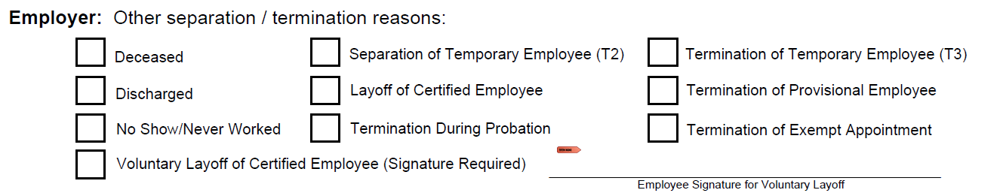 Employer: Other separation / termination reasons:
Deceased
Separation of Temporary Employee (T2)
Termination of Temporary Employee (T3)
Discharged
Layoff of Certified Employee
Termination of Provisional Employee
No Show/Never Worked
Termination During Probation
Termination of Exempt Appointment
Voluntary Layoff of Certified Employee (Signature Required)
Employee Signature for Voluntary Layoff